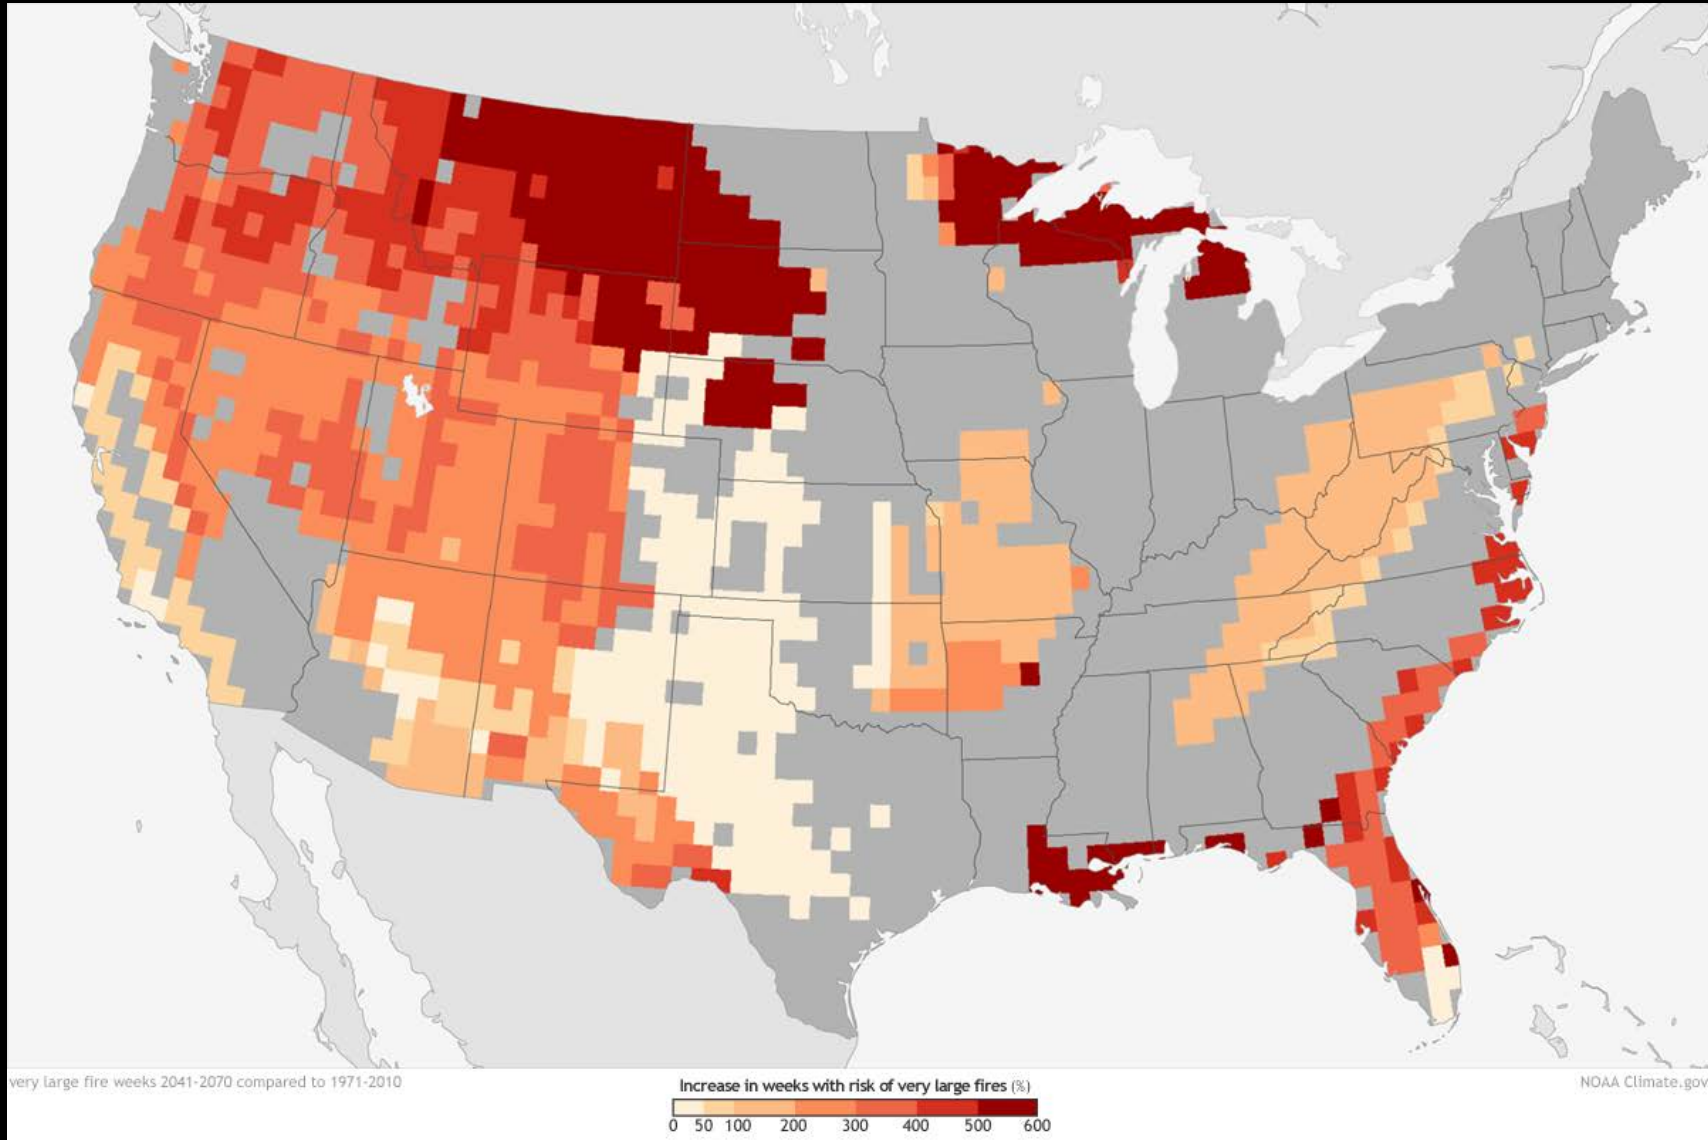 very large fire weeks 2041-2070 compared to 1971-2010
NOAA Climate.gov
Increase in weeks with risk of very large fires (%)
0 50 100 200 300 400 500 600